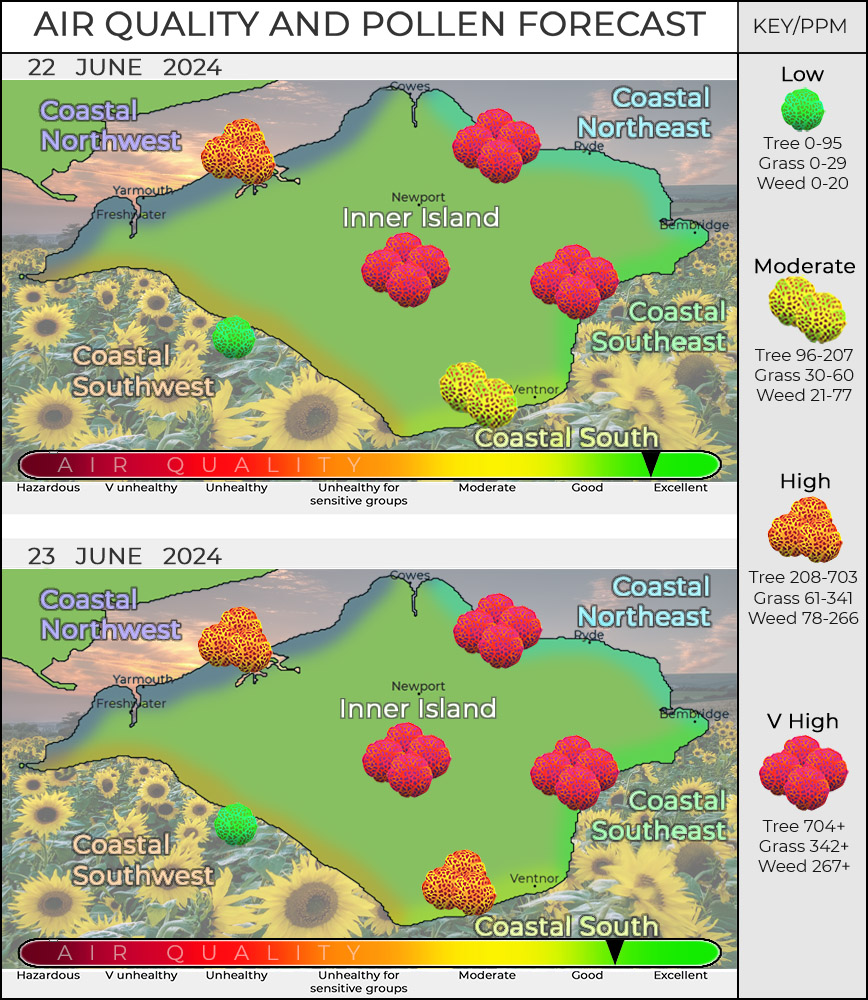 AIR QUALITY AND POLLEN FORECAST
22 JUNE 2024
Coastal
Northwest
Cowes
Coastal
Northeast
Ryde
Yarmouth
Freshwater
Newport
Inner Island
Bembridge
Coastal
Southeast
Coastal
Southwest
Ventnor
Coastal South
AIR QUALITY
Hazardous
V unhealthy
Unhealthy
Unhealthy for
sensitive groups
Moderate
Good
Excellent
23 JUNE 2024
Coastal
Northwest
Cowes
Coastal
Northeast
Ryde
Yarmouth
Freshwater
Newport
Inner Island
Bembridge
Coastal
Southeast
Coastal
Southwest
Ventnor
Coastal South
AIR QUALITY
Hazardous
V unhealthy
Unhealthy
Unhealthy for
sensitive groups
Moderate
Good
Excellent
KEY/PPM
Low
Tree 0-95
Grass 0-29
Weed 0-20
Moderate
Tree 96-207
Grass 30-60
Weed 21-77
High
Tree 208-703
Grass 61-341
Weed 78-266
V High
Tree 704+
Grass 342+
Weed 267+